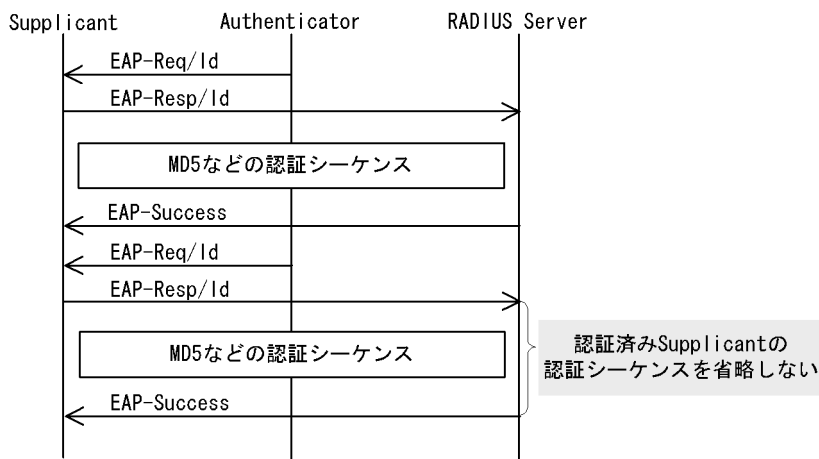 Supplicant Authenticator RADIUS Server
EAP-Req/Id
EAP-Resp/Id
MD5などの認証シーケンス
EAP-Success
EAP-Req/Id
EAP-Resp/Id
MD5などの認証シーケンス
認証済みSupplicantの
認証シーケンスを省略しない
EAP-Success